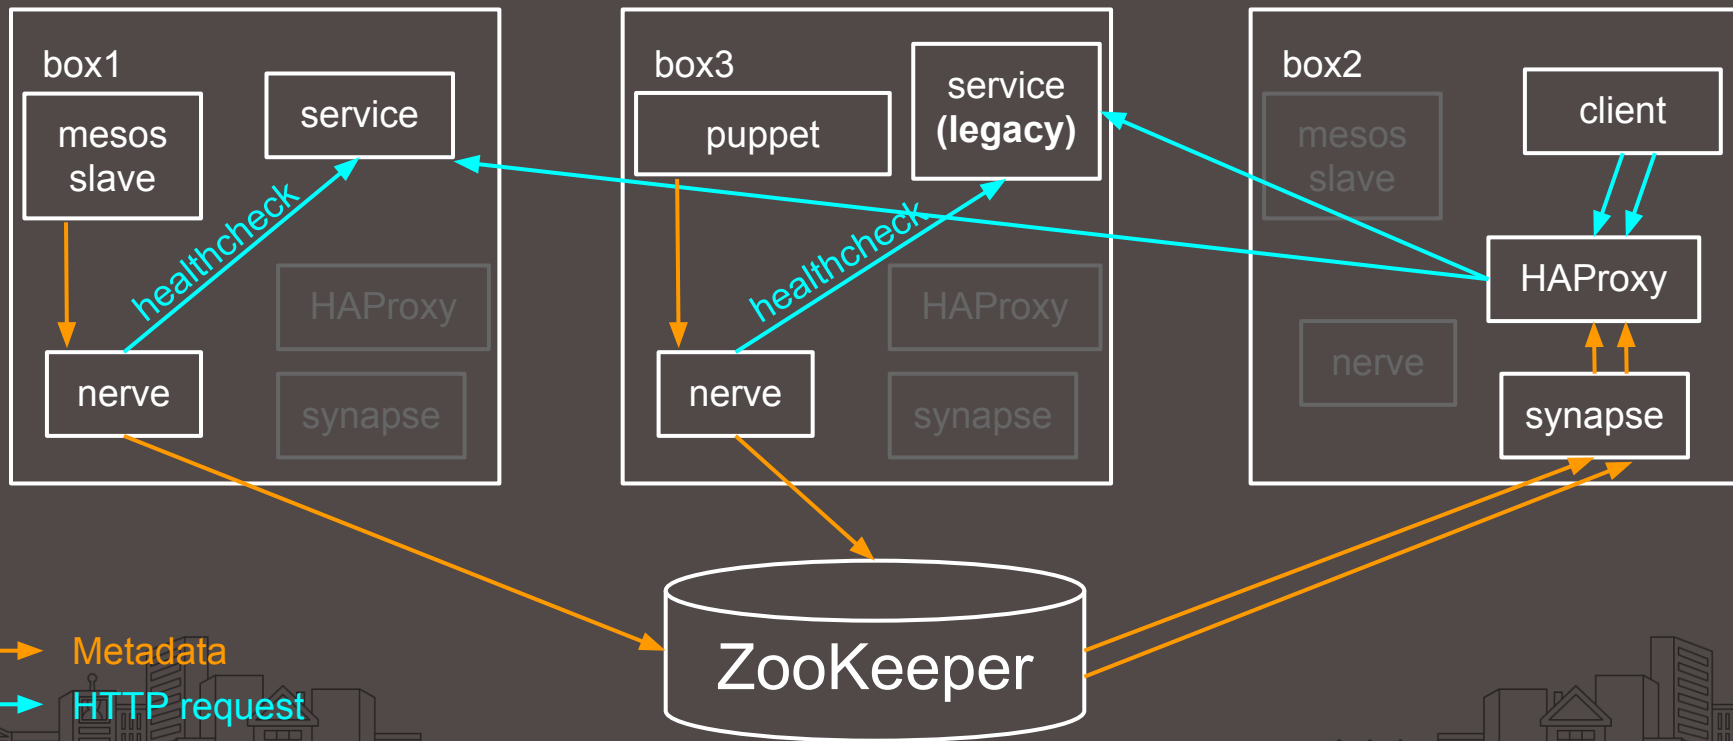 box1
mesos
slave
service
healthcheck
HAProxy
nerve
synapse
box3
puppet
service
(legacy)
healthcheck
HAProxy
nerve
synapse
box2
mesos
slave
client
HAProxy
nerve
synapse
ZooKeeper
Metadata
HTTP request